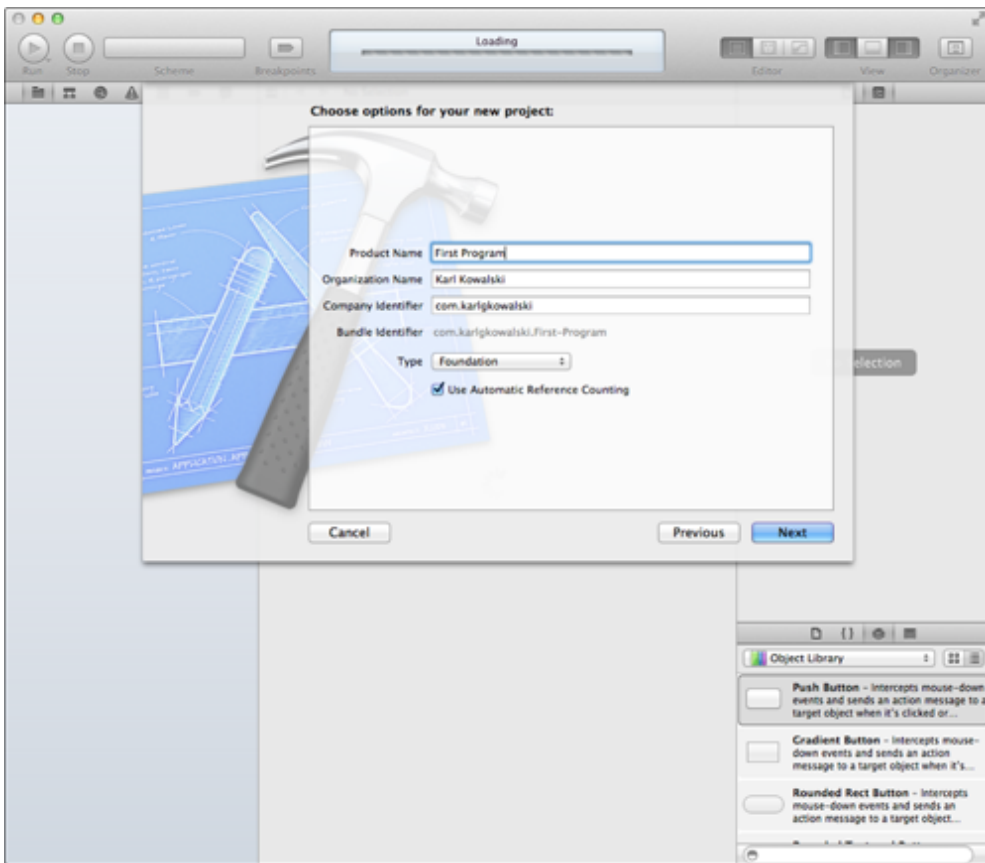 Loading
Run Stop Scheme Breakpoints Editor View Organizer
Choose options for your new project:
Product Name First Program
Organization Name Karl Kowalski
Company Identifier com.karlgkowalski
Bundle Identifier com.karlgkowalski.First-Program
Type Foundation
Use Automatic Reference Counting
election
Cancel Previous Next
Object Library
Push Button - Intercepts mouse-down
events and sends an action message to a
target object when it's clicked or...
Gradient Button - Intercepts mouse-
down events and sends an action
message to a target object when it's...
Rounded Rect Button - Intercepts
mouse-down events and sends an
action message to a target object...